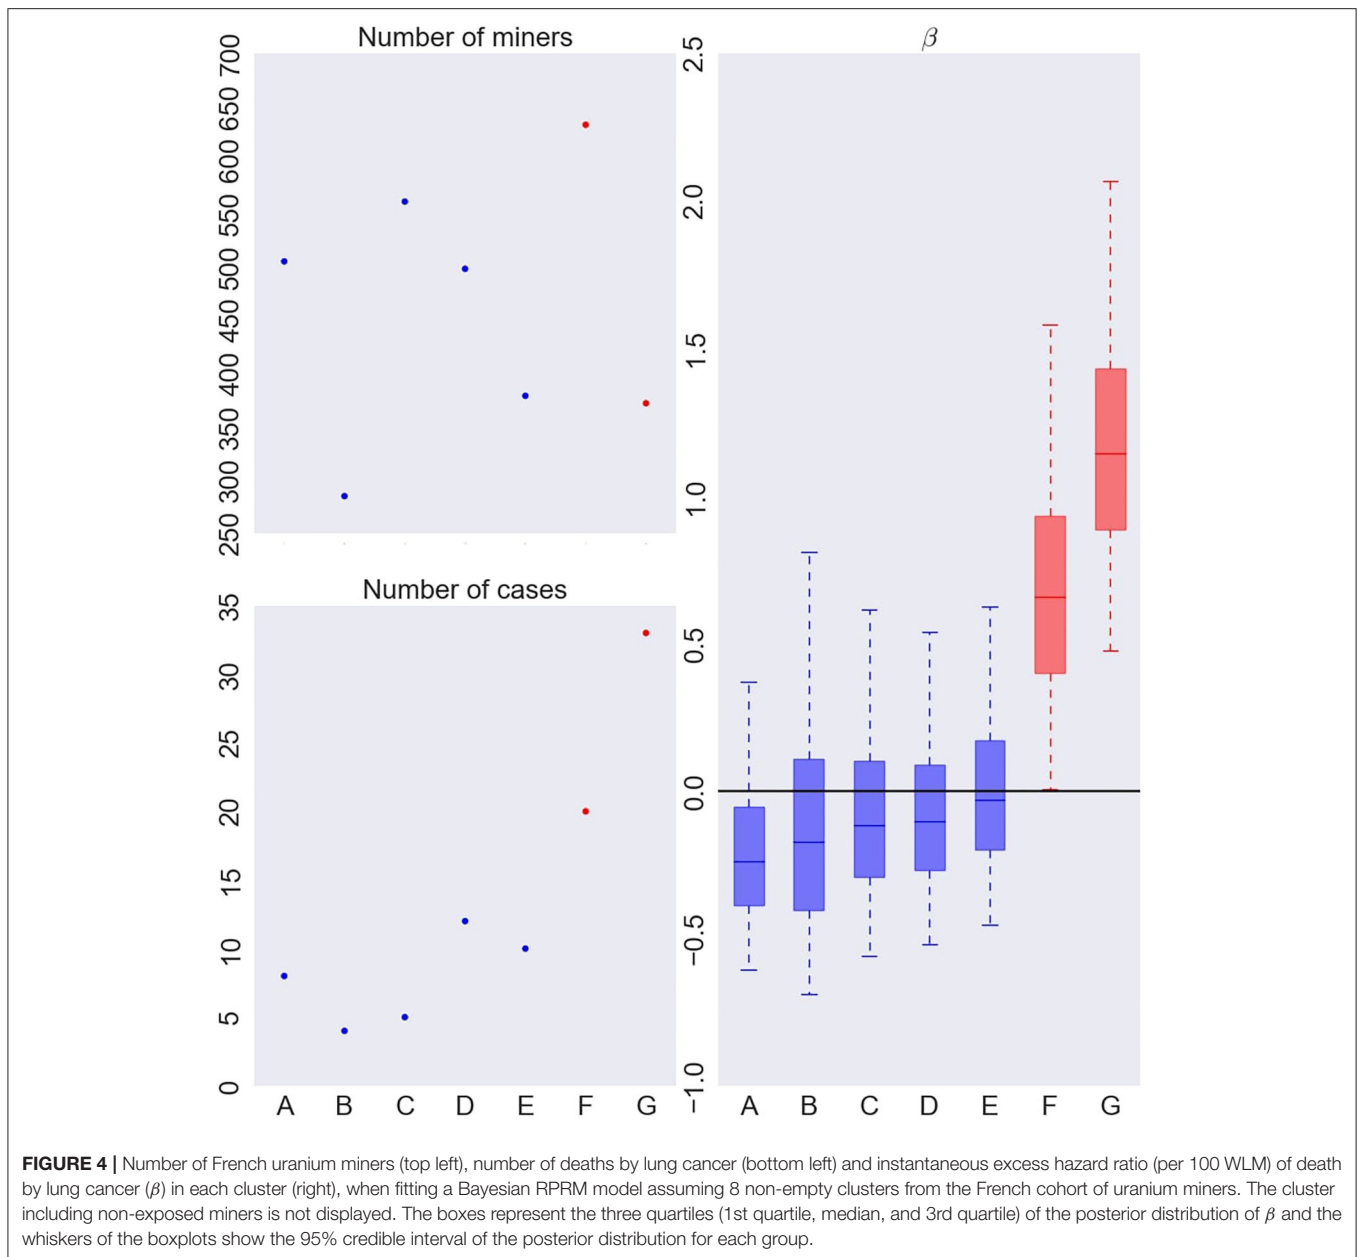 Number of miners
700
650
600
550
500
450
400
350
300
250
Number of cases
35
30
25
20
15
10
5
0
A B C D E F G
β
2.5
2.0
1.5
1.0
0.5
0.0
−0.5
−1.0
A B C D E F G
FIGURE 4 | Number of French uranium miners (top left), number of deaths by lung cancer (bottom left) and instantaneous excess hazard ratio (per 100 WLM) of death
by lung cancer (β) in each cluster (right), when fitting a Bayesian RPRM model assuming 8 non-empty clusters from the French cohort of uranium miners. The cluster
including non-exposed miners is not displayed. The boxes represent the three quartiles (1st quartile, median, and 3rd quartile) of the posterior distribution of β and the
whiskers of the boxplots show the 95% credible interval of the posterior distribution for each group.